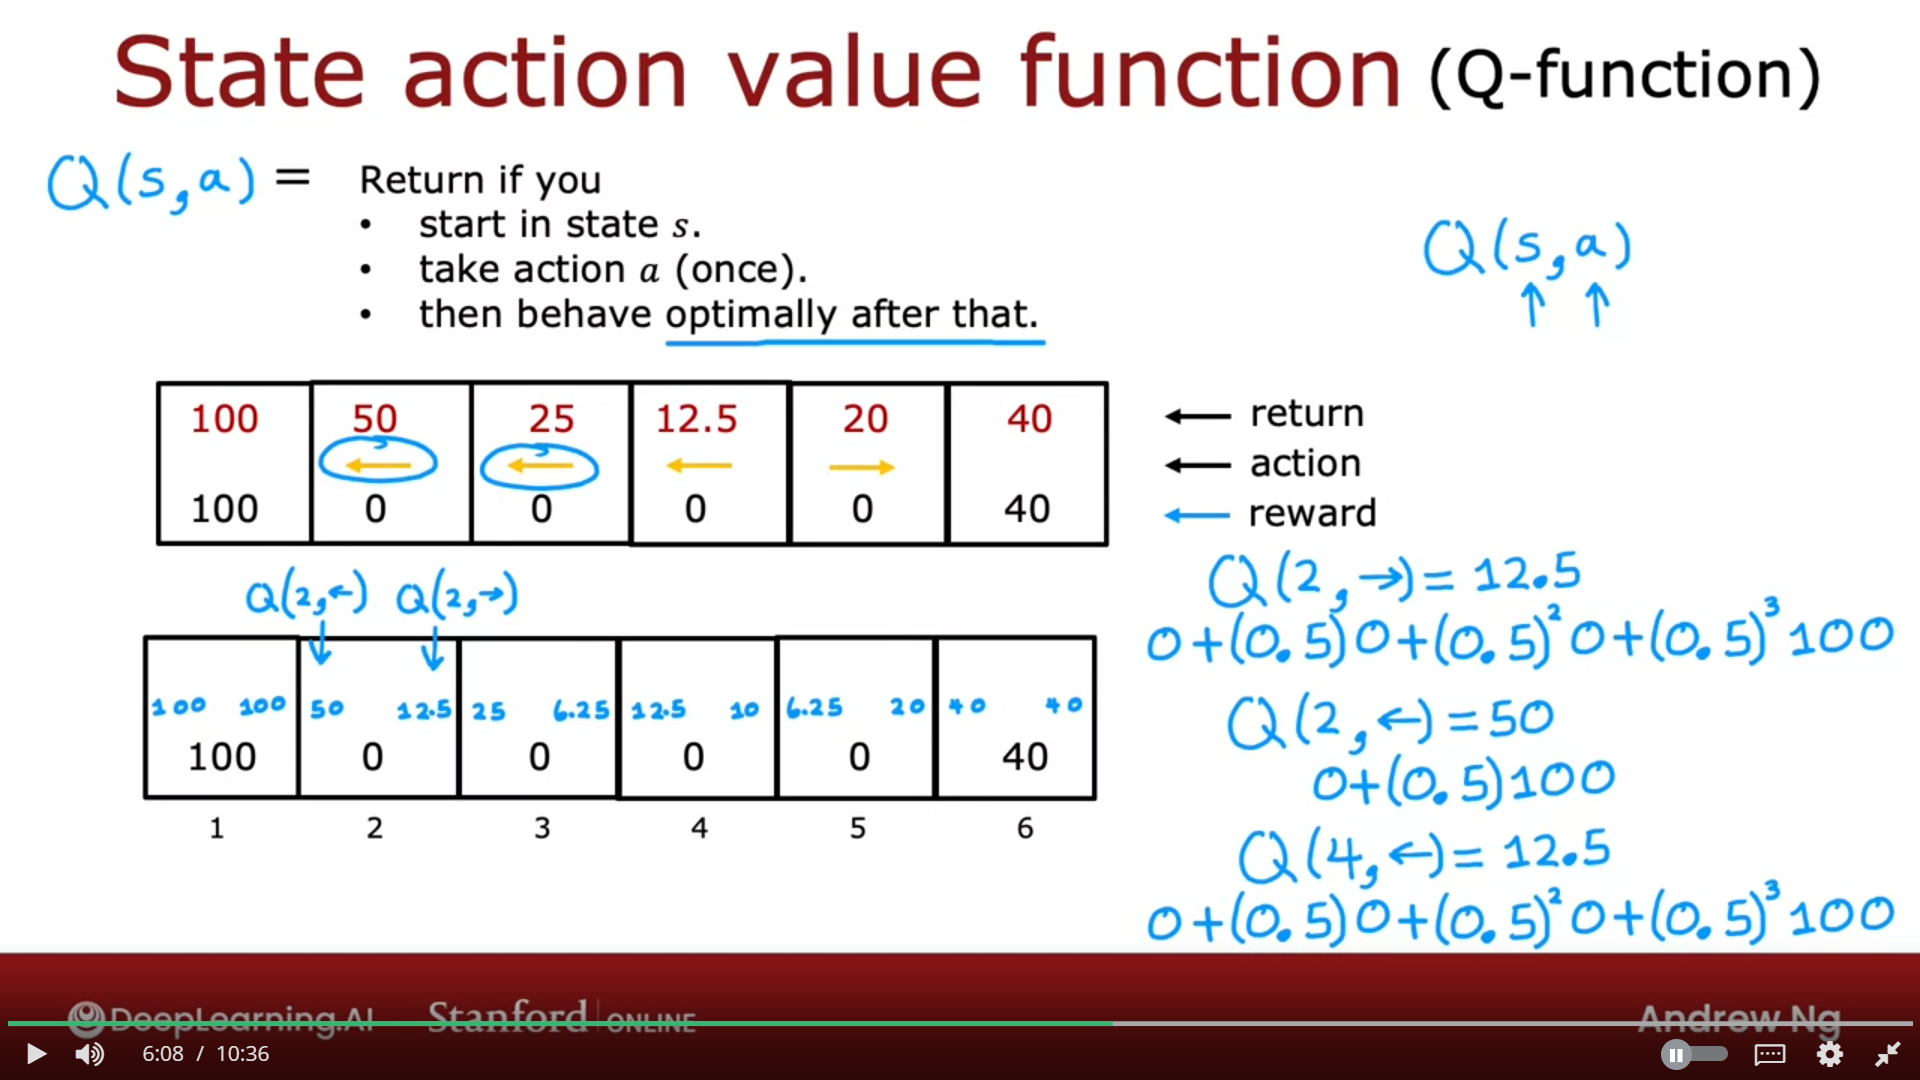 State action value function (Q-function)
Q(s,a) = Return if you
• start in state s.
• take action a (once).
• then behave optimally after that.
Q(s,a)
↑ ↑
100 50 25 12.5 20 40 ← return
← ← ← → ← action
100 0 0 0 0 40 ← reward
Q(2,→) = 12.5
0+(0.5)0+(0.5)²0+(0.5)³100
Q(2,←) Q(2,→)
↓ ↓
100 100 50 12.5 25 6.25 12.5 10 6.25 20 40 40
100 0 0 0 0 40
1 2 3 4 5 6
Q(2,←) = 50
0+(0.5)100
Q(4,←) = 12.5
0+(0.5)0+(0.5)²0+(0.5)³100
DeepLearning.AI Stanford | ONLINE Andrew Ng
6:08 / 10:36